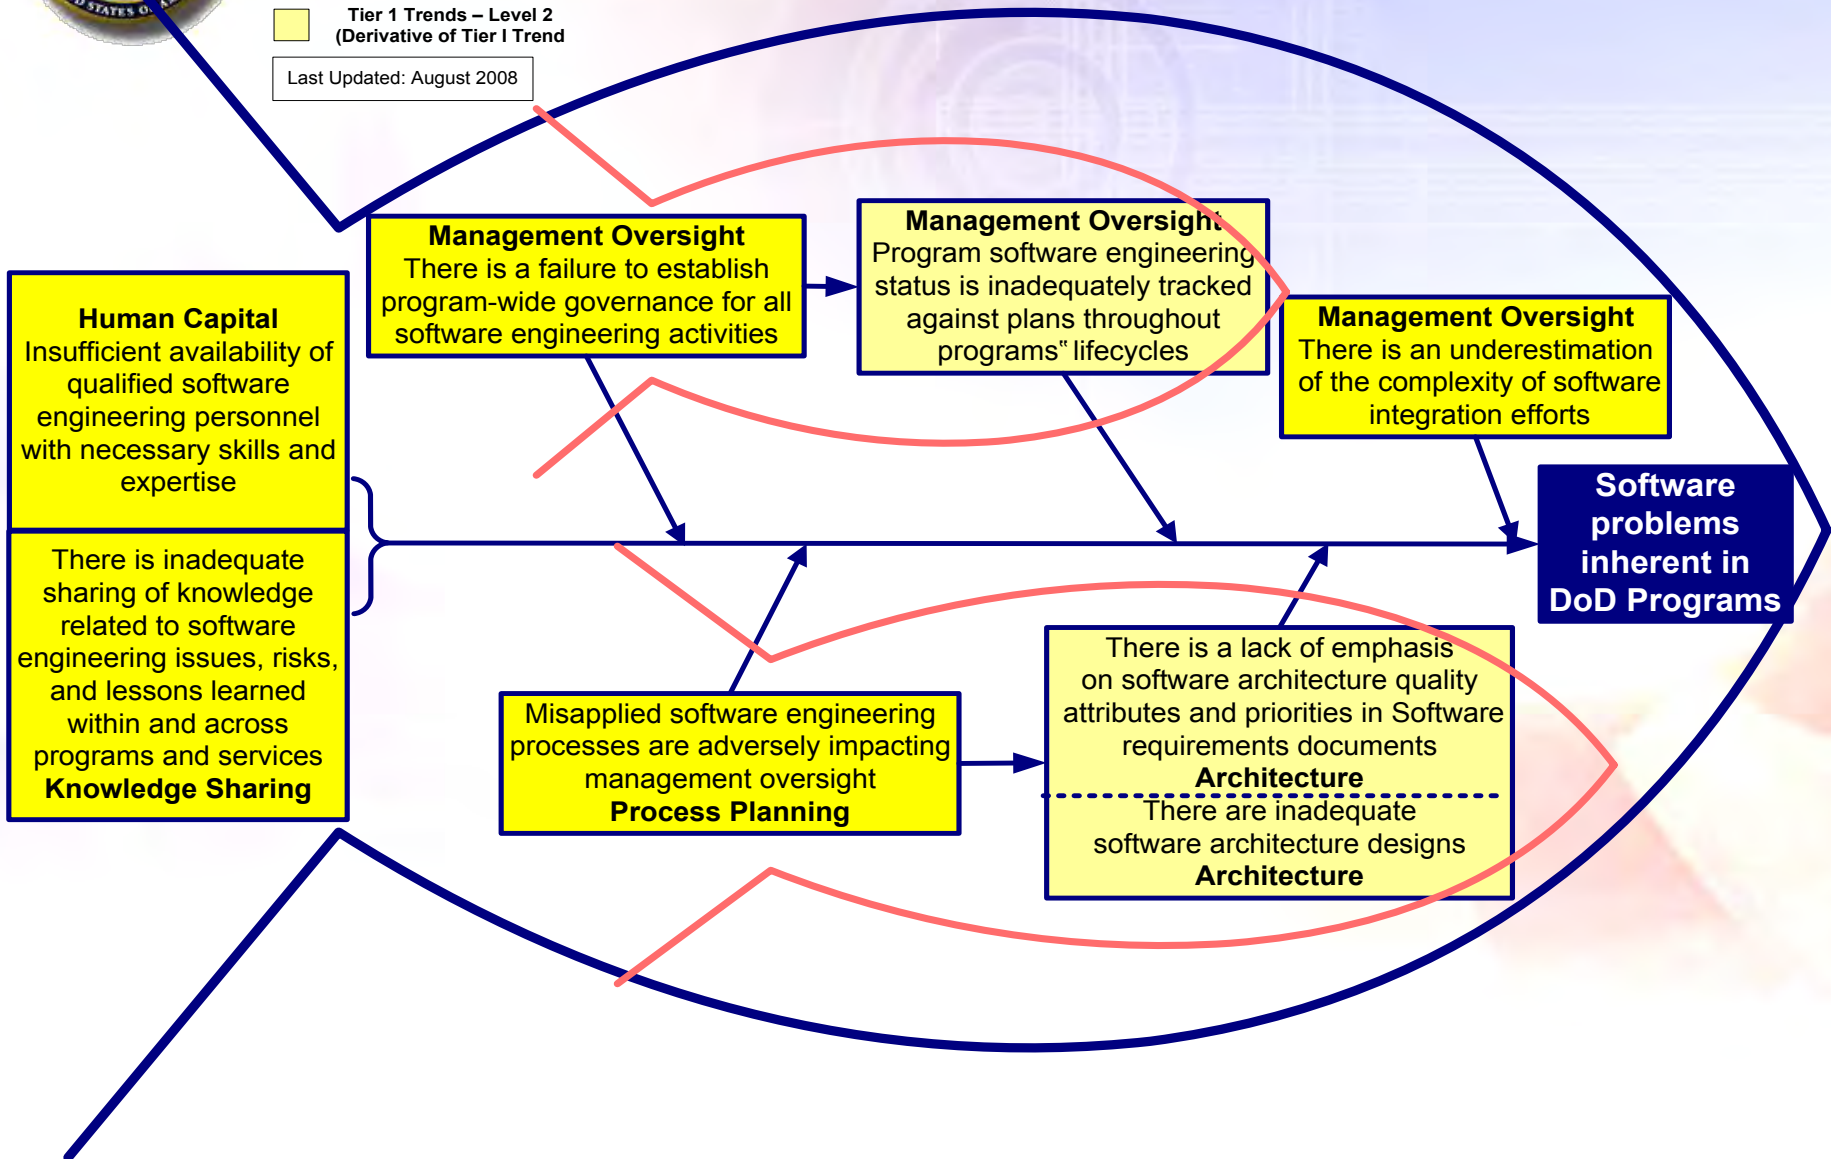 D STATES O
Tier 1 Trends – Level 2
(Derivative of Tier I Trend
Last Updated: August 2008
Management Oversight
There is a failure to establish
program-wide governance for all
software engineering activities
Management Oversight
Program software engineering
status is inadequately tracked
against plans throughout
programs‟ lifecycles
Management Oversight
There is an underestimation
of the complexity of software
integration efforts
Human Capital
Insufficient availability of
qualified software
engineering personnel
with necessary skills and
expertise
There is inadequate
sharing of knowledge
related to software
engineering issues, risks,
and lessons learned
within and across
programs and services
Knowledge Sharing
Software
problems
inherent in
DoD Programs
Misapplied software engineering
processes are adversely impacting
management oversight
Process Planning
There is a lack of emphasis
on software architecture quality
attributes and priorities in Software
requirements documents
Architecture
There are inadequate
software architecture designs
Architecture